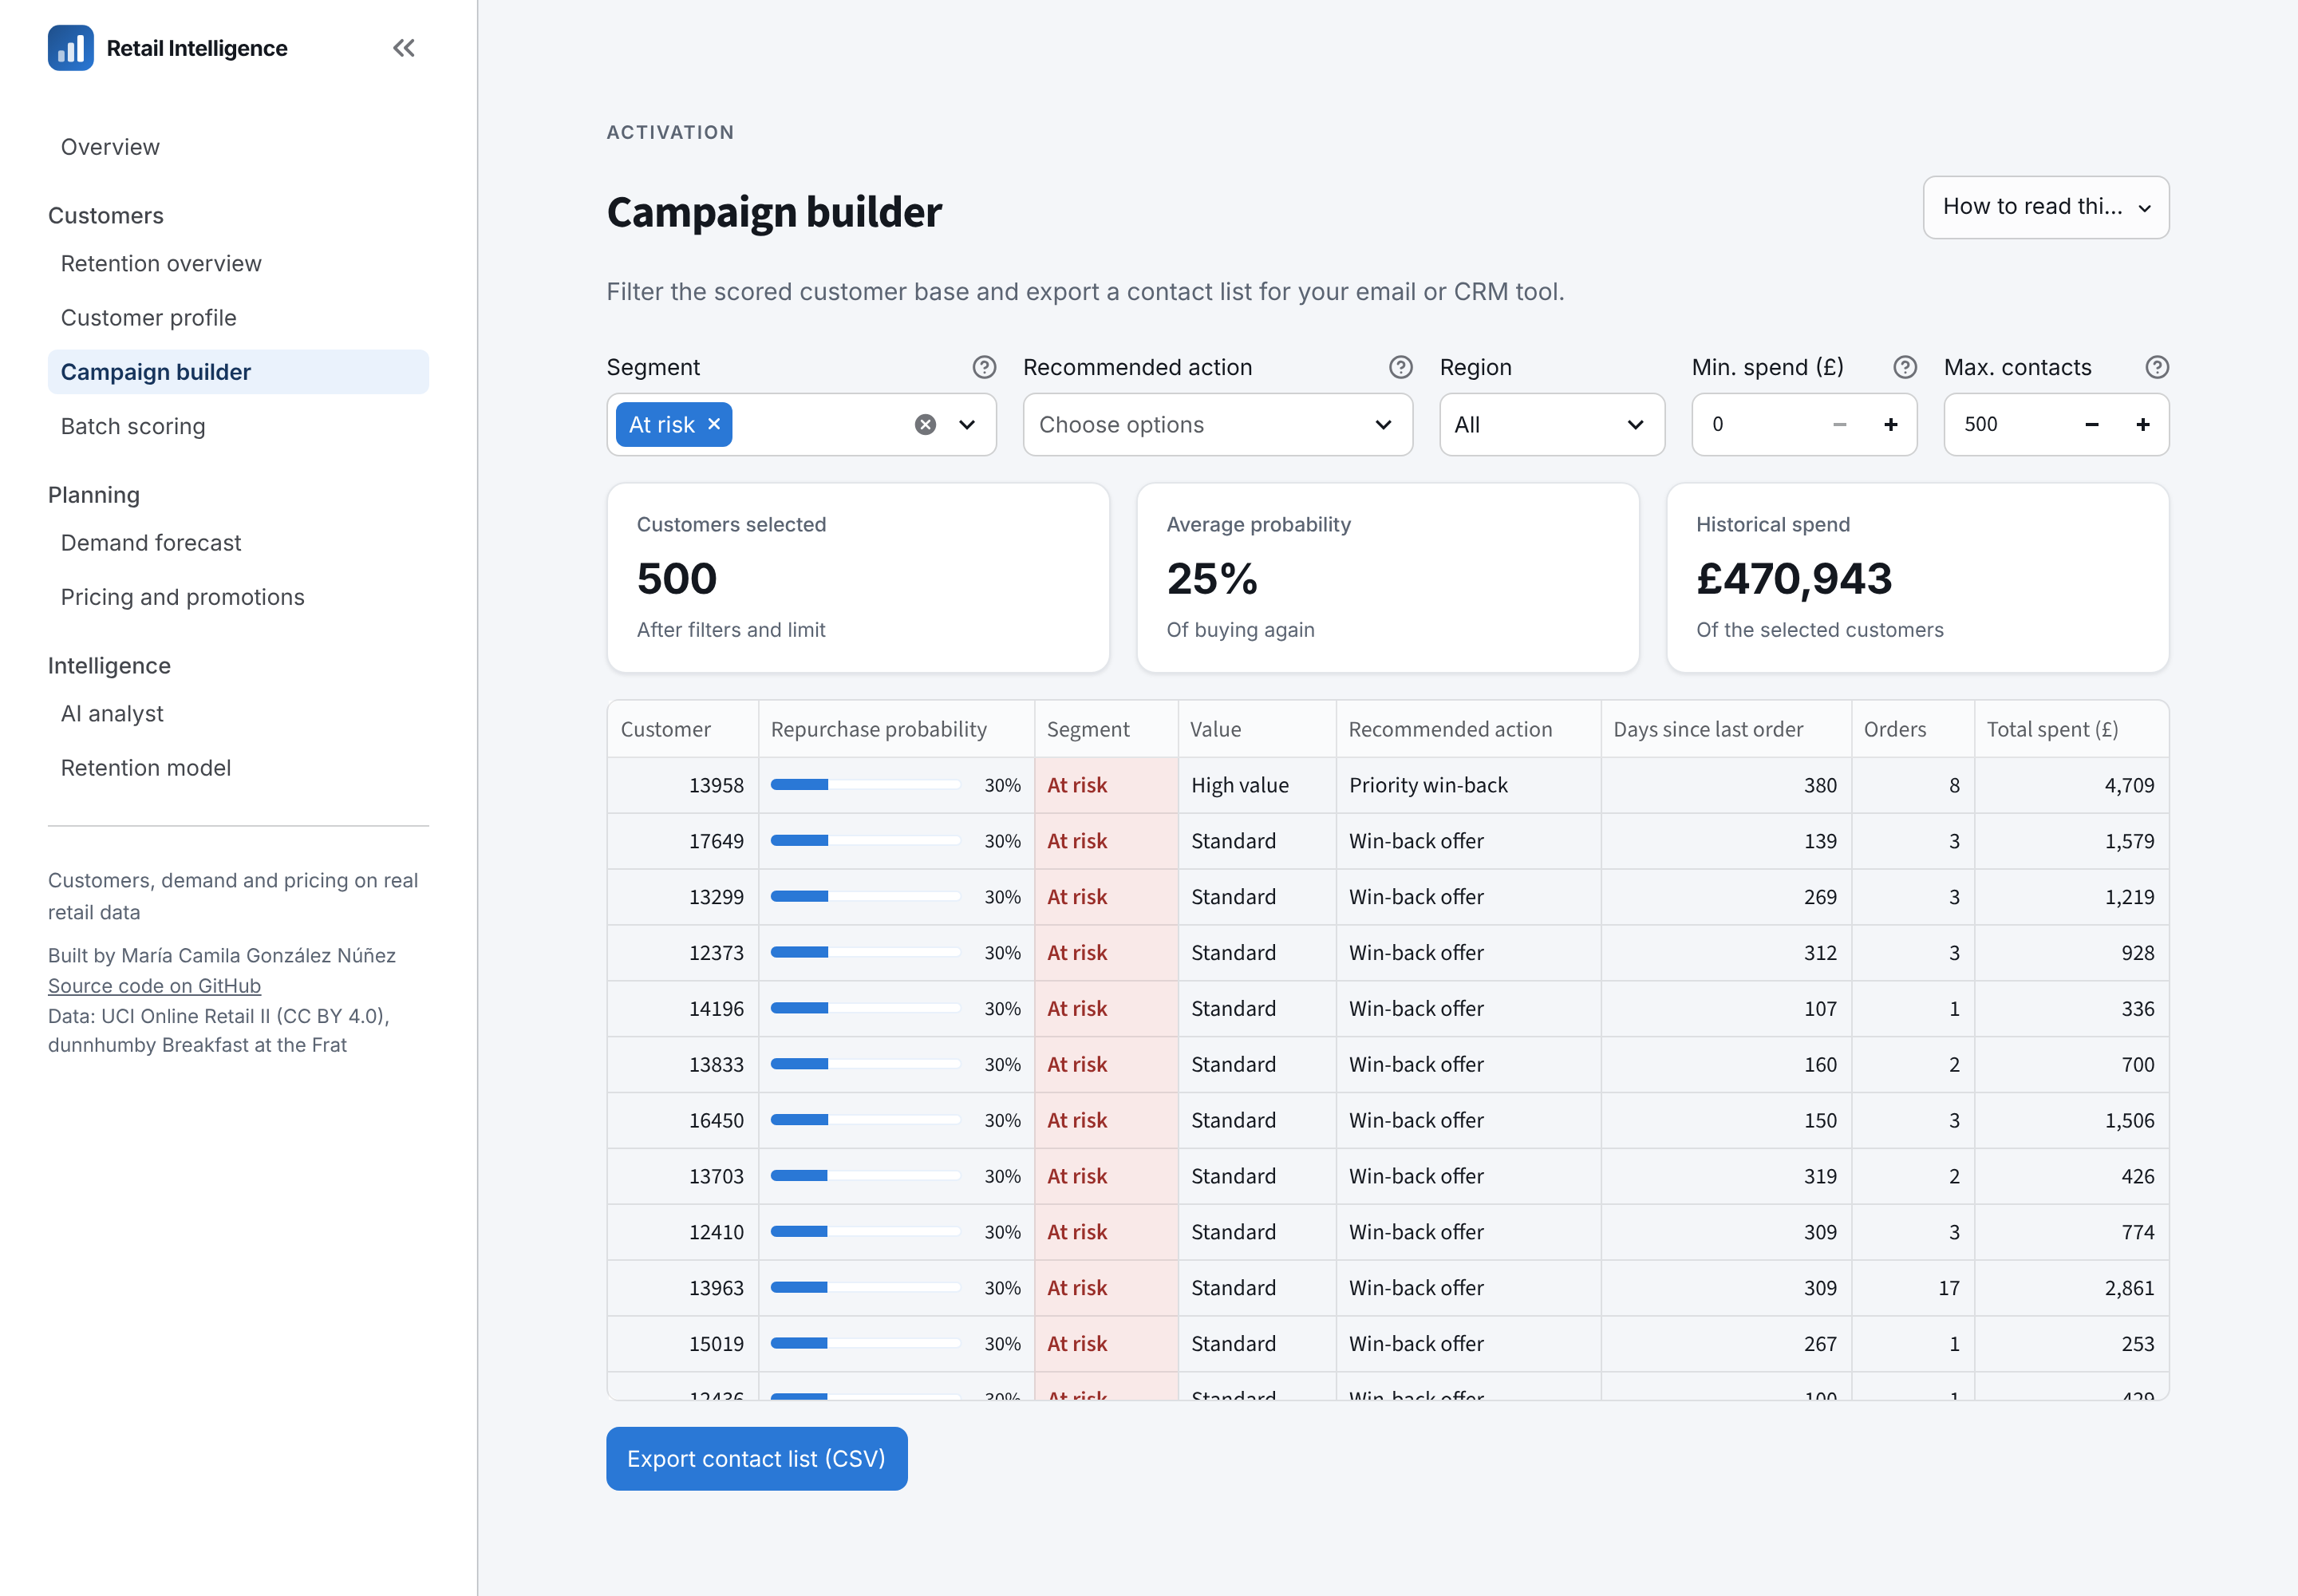 Retail Intelligence
Overview
Customers
Retention overview
Customer profile
Campaign builder
Batch scoring
Planning
Demand forecast
Pricing and promotions
Intelligence
AI analyst
Retention model
Customers, demand and pricing on real
retail data
Built by María Camila González Núñez
Source code on GitHub
Data: UCI Online Retail II (CC BY 4.0),
dunnhumby Breakfast at the Frat
ACTIVATION
Campaign builder
How to read thi...
Filter the scored customer base and export a contact list for your email or CRM tool.
Segment Recommended action Region Min. spend (£) Max. contacts
At risk Choose options All 0 500
Customers selected Average probability Historical spend
500 25% £470,943
After filters and limit Of buying again Of the selected customers
Customer Repurchase probability Segment Value Recommended action Days since last order Orders Total spent (£)
13958 30% At risk High value Priority win-back 380 8 4,709
17649 30% At risk Standard Win-back offer 139 3 1,579
13299 30% At risk Standard Win-back offer 269 3 1,219
12373 30% At risk Standard Win-back offer 312 3 928
14196 30% At risk Standard Win-back offer 107 1 336
13833 30% At risk Standard Win-back offer 160 2 700
16450 30% At risk Standard Win-back offer 150 3 1,506
13703 30% At risk Standard Win-back offer 319 2 426
12410 30% At risk Standard Win-back offer 309 3 774
13963 30% At risk Standard Win-back offer 309 17 2,861
15019 30% At risk Standard Win-back offer 267 1 253
12436 30% At risk Standard Win-back offer 100 1 429
Export contact list (CSV)